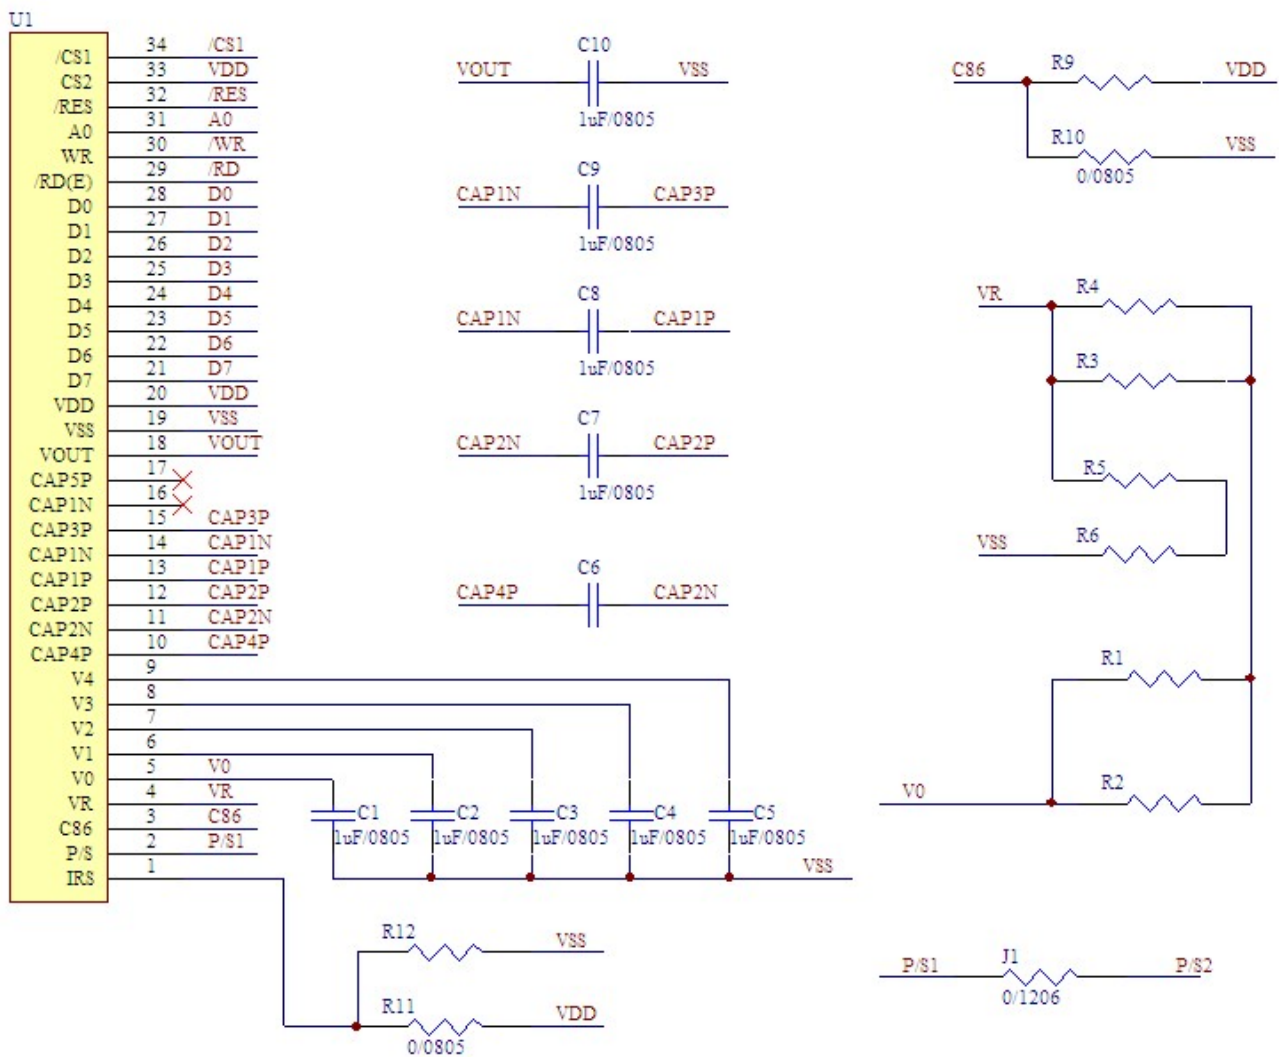 U1
/CS1 34 /CS1
CS2 33 VDD
/RES 32 /RES
A0 31 A0
WR 30 /WR
/RD(E) 29 /RD
D0 28 D0
D1 27 D1
D2 26 D2
D3 25 D3
D4 24 D4
D5 23 D5
D6 22 D6
D7 21 D7
VDD 20 VDD
VSS 19 VSS
VOUT 18 VOUT
CAP5P 17
CAP1N 16
CAP3P 15 CAP3P
CAP1N 14 CAP1N
CAP1P 13 CAP1P
CAP2P 12 CAP2P
CAP2N 11 CAP2N
CAP4P 10 CAP4P
V4 9
V3 8
V2 7
V1 6
V0 5 V0
VR 4 VR
C86 3 C86
P/S 2 P/S1
IRS 1
C10
VOUT VSS
1uF/0805
C9
CAP1N CAP3P
1uF/0805
C8
CAP1N CAP1P
1uF/0805
C7
CAP2N CAP2P
1uF/0805
C6
CAP4P CAP2N
C1 C2 C3 C4 C5
1uF/0805 1uF/0805 1uF/0805 1uF/0805 1uF/0805
VSS
R12 VSS
R11 VDD
0/0805
C86 R9 VDD
R10 VSS
0/0805
VR R4
R3
R5
VSS R6
R1
V0 R2
P/S1 J1 P/S2
0/1206